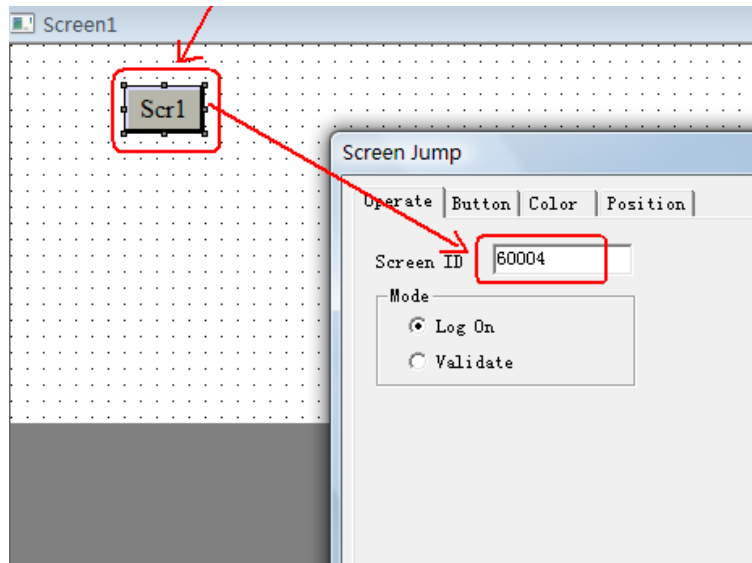 Screen1
Scr1
Screen Jump
Operate Button Color Position
Screen ID 60004
Mode
Log On
Validate